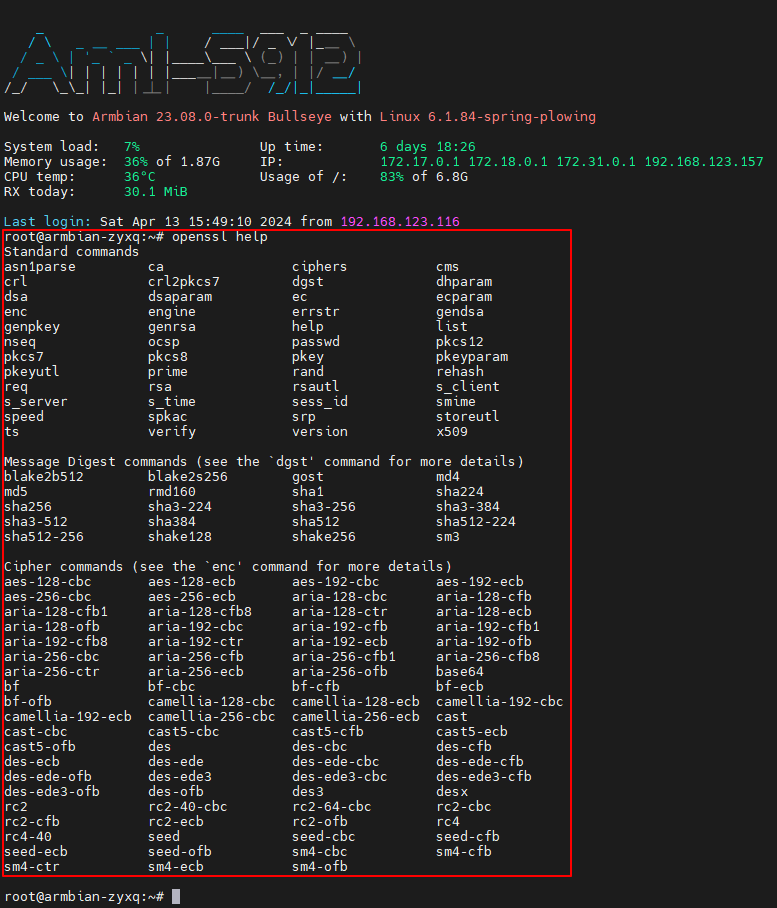 Welcome to Armbian 23.08.0-trunk Bullseye with Linux 6.1.84-spring-plowing
System load:   7%               Up time:       6 days 18:26
Memory usage:  36% of 1.87G     IP:            172.17.0.1 172.18.0.1 172.31.0.1 192.168.123.157
CPU temp:      36°C             Usage of /:    83% of 6.8G
RX today:      30.1 MiB
Last login: Sat Apr 13 15:49:10 2024 from 192.168.123.116
root@armbian-zyxq:~# openssl help
Standard commands
asn1parse         ca                ciphers           cms
crl               crl2pkcs7         dgst              dhparam
dsa               dsaparam          ec                ecparam
enc               engine            errstr            gendsa
genpkey           genrsa            help              list
nseq              ocsp              passwd            pkcs12
pkcs7             pkcs8             pkey              pkeyparam
pkeyutl           prime             rand              rehash
req               rsa               rsautl            s_client
s_server          s_time            sess_id           smime
speed             spkac             srp               storeutl
ts                verify            version           x509
Message Digest commands (see the `dgst' command for more details)
blake2b512        blake2s256        gost              md4
md5               rmd160            sha1              sha224
sha256            sha3-224          sha3-256          sha3-384
sha3-512          sha384            sha512            sha512-224
sha512-256        shake128          shake256          sm3
Cipher commands (see the `enc' command for more details)
aes-128-cbc       aes-128-ecb       aes-192-cbc       aes-192-ecb
aes-256-cbc       aes-256-ecb       aria-128-cbc      aria-128-cfb
aria-128-cfb1     aria-128-cfb8     aria-128-ctr      aria-128-ecb
aria-128-ofb      aria-192-cbc      aria-192-cfb      aria-192-cfb1
aria-192-cfb8     aria-192-ctr      aria-192-ecb      aria-192-ofb
aria-256-cbc      aria-256-cfb      aria-256-cfb1     aria-256-cfb8
aria-256-ctr      aria-256-ecb      aria-256-ofb      base64
bf                bf-cbc            bf-cfb            bf-ecb
bf-ofb            camellia-128-cbc  camellia-128-ecb  camellia-192-cbc
camellia-192-ecb  camellia-256-cbc  camellia-256-ecb  cast
cast-cbc          cast5-cbc         cast5-cfb         cast5-ecb
cast5-ofb         des               des-cbc           des-cfb
des-ecb           des-ede           des-ede-cbc       des-ede-cfb
des-ede-ofb       des-ede3          des-ede3-cbc      des-ede3-cfb
des-ede3-ofb      des-ofb           des3              desx
rc2               rc2-40-cbc        rc2-64-cbc        rc2-cbc
rc2-cfb           rc2-ecb           rc2-ofb           rc4
rc4-40            seed              seed-cbc          seed-cfb
seed-ecb          seed-ofb          sm4-cbc           sm4-cfb
sm4-ctr           sm4-ecb           sm4-ofb
root@armbian-zyxq:~#